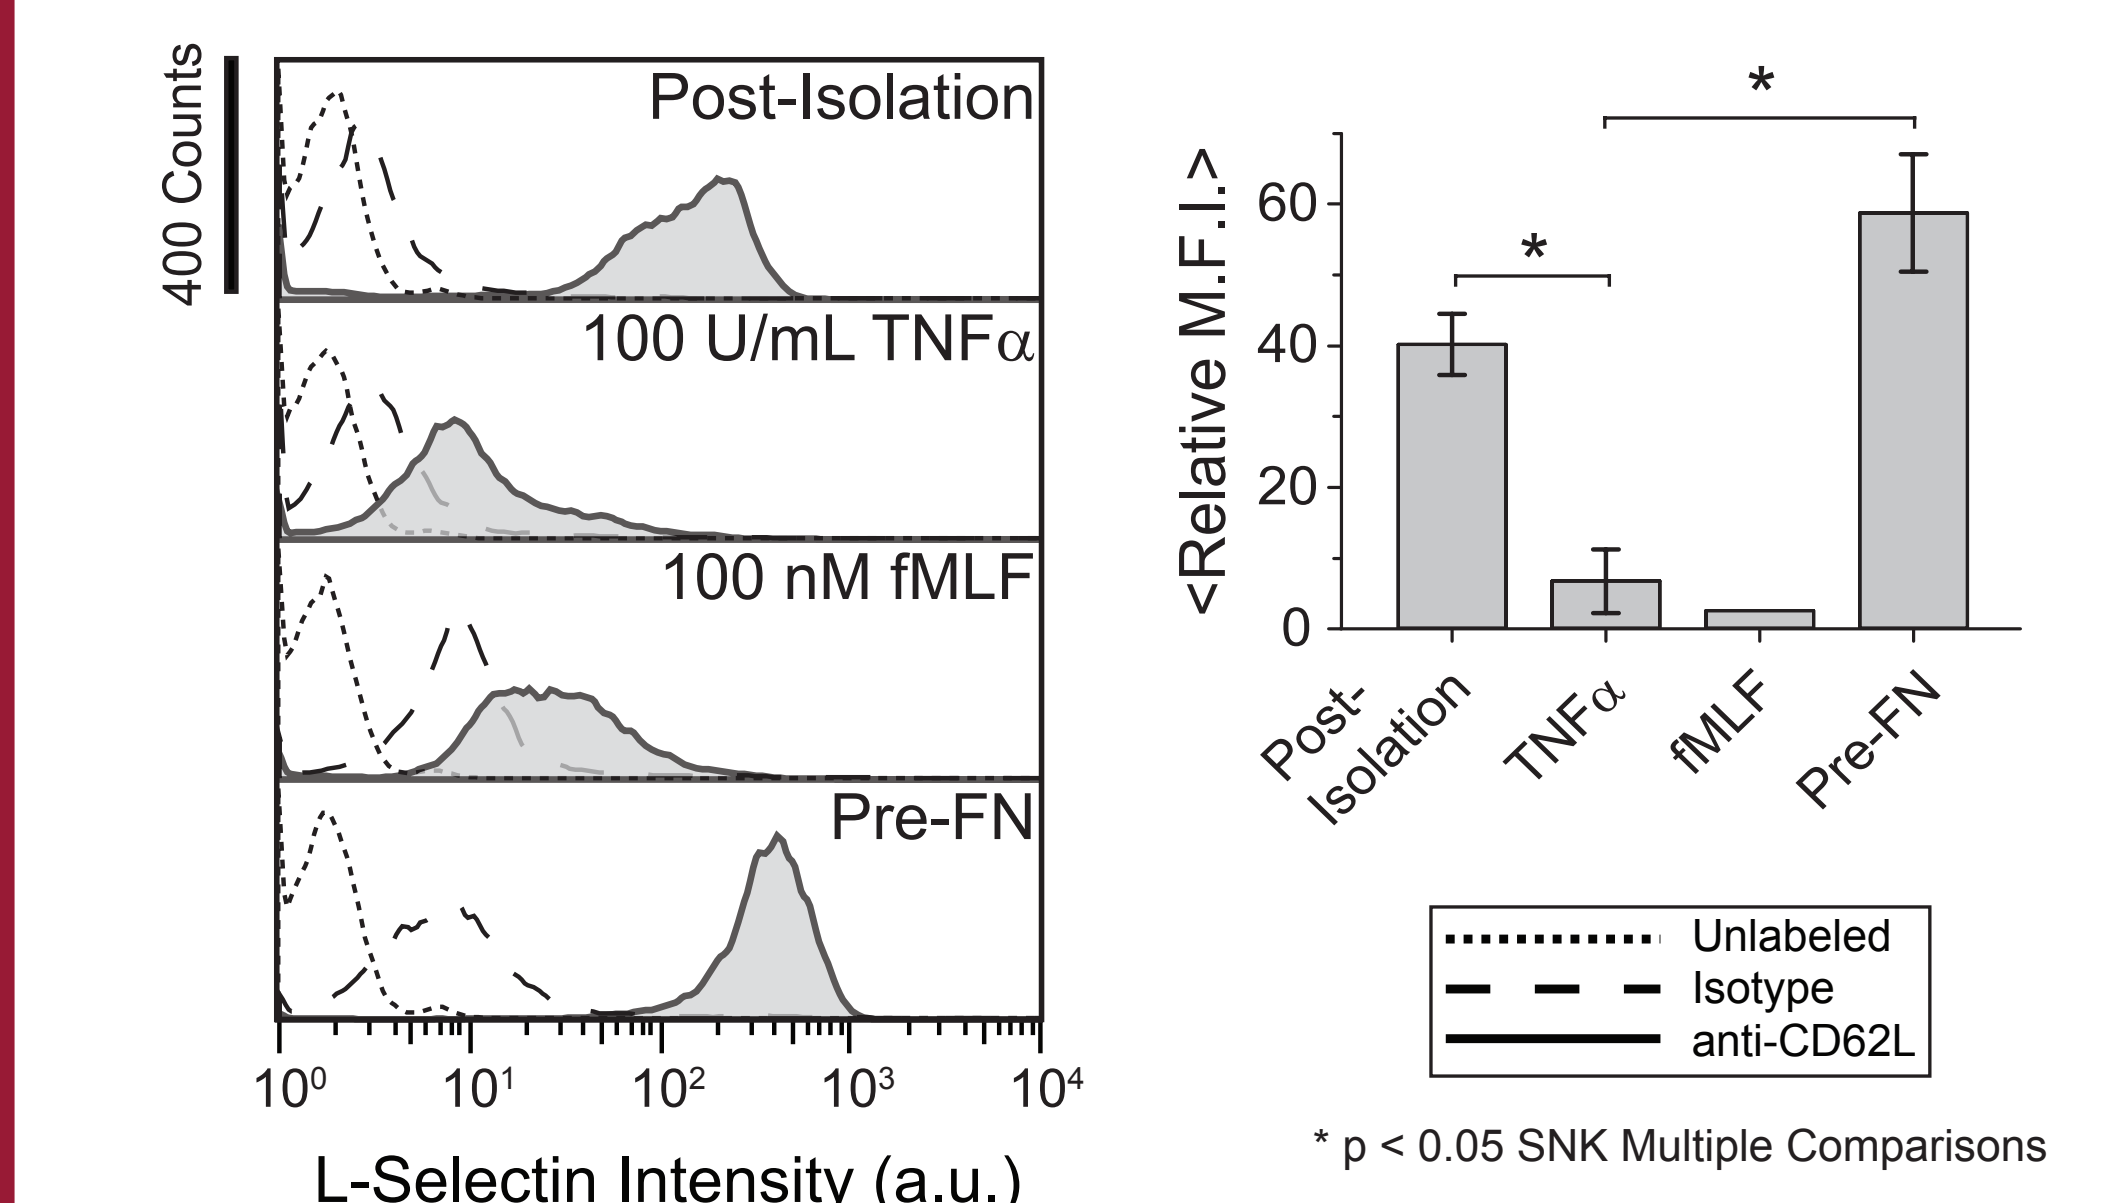 400 Counts
Post-Isolation
100 U/mL TNFα
100 nM fMLF
Pre-FN
10⁰ 10¹ 10² 10³ 10⁴
L-Selectin Intensity (a.u.)
<Relative M.F.I.>
60
40
20
0
*
*
Post-
Isolation
TNFα
fMLF
Pre-FN
Unlabeled
Isotype
anti-CD62L
* p < 0.05 SNK Multiple Comparisons